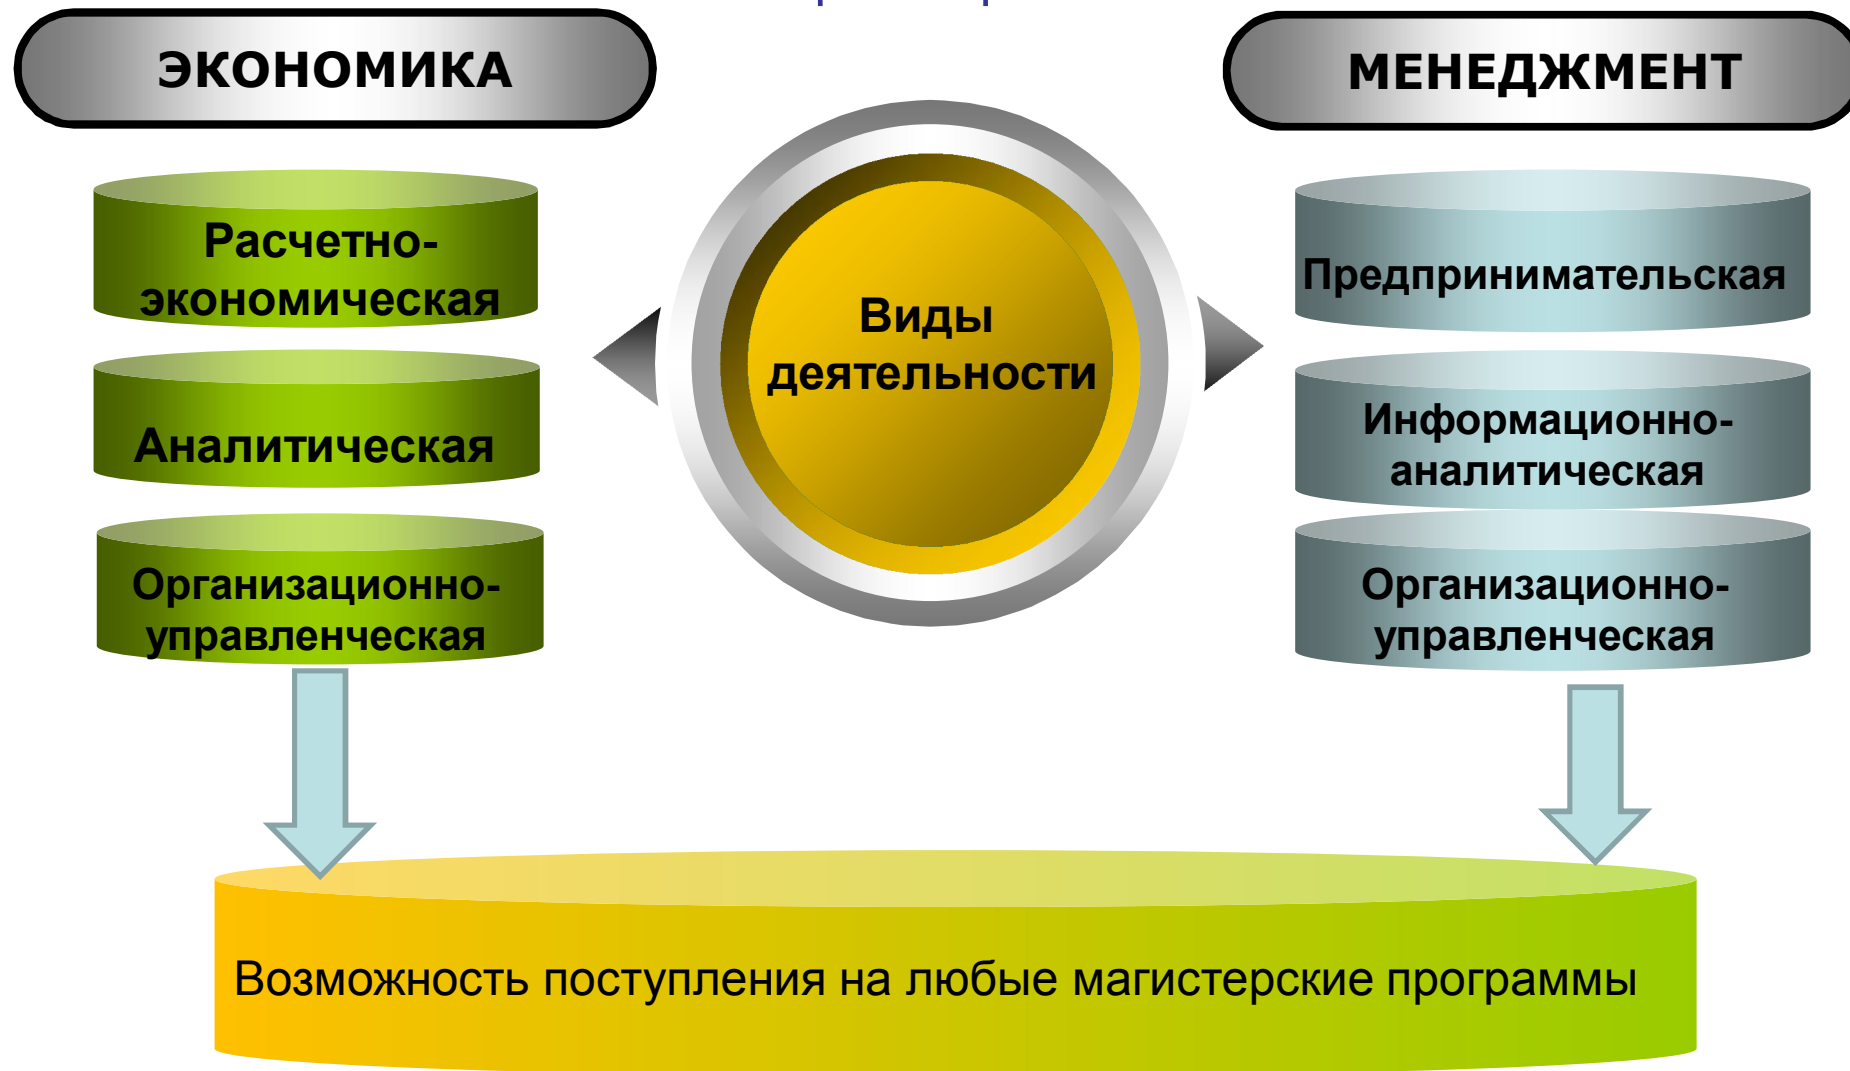 ЭКОНОМИКА
МЕНЕДЖМЕНТ
Расчетно-
экономическая
Аналитическая
Организационно-
управленческая
Виды
деятельности
Предпринимательская
Информационно-
аналитическая
Организационно-
управленческая
Возможность поступления на любые магистерские программы